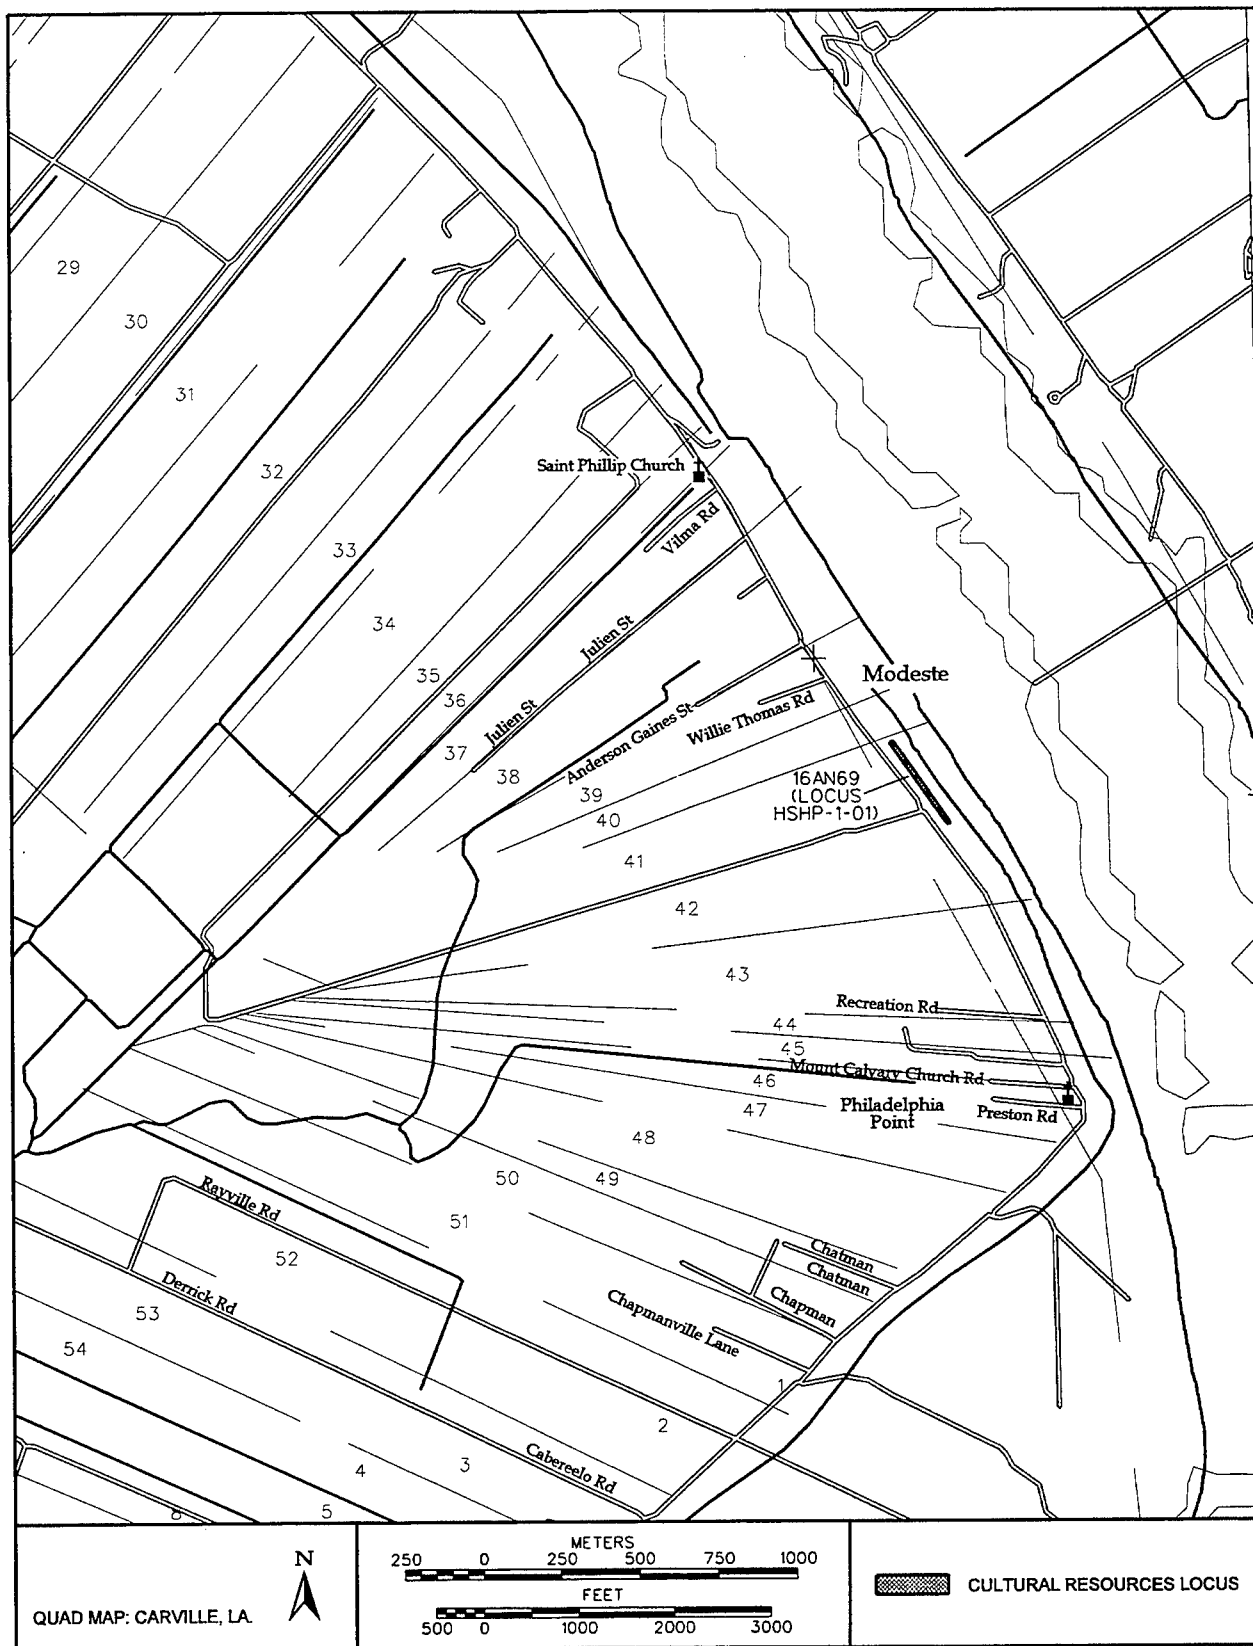 29
30
31
32
Saint Phillip Church
Vilma Rd
33
34
Julien St
35
36
Modeste
37
Julien St
38
Anderson Gaines St
Willie Thomas Rd
39
16AN69
(LOCUS
HSHP-1-01)
40
41
42
43
Recreation Rd
44
45
Mount Calvary Church Rd
46
47
Philadelphia
Point
Preston Rd
48
49
50
51
Rayville Rd
52
Chatman
Chatman
Chapman
Derrick Rd
53
Chapmanville Lane
54
1
2
3
Cabereelo Rd
4
5
8
N
QUAD MAP: CARVILLE, LA.
METERS
250 0 250 500 750 1000
FEET
500 0 1000 2000 3000
CULTURAL RESOURCES LOCUS